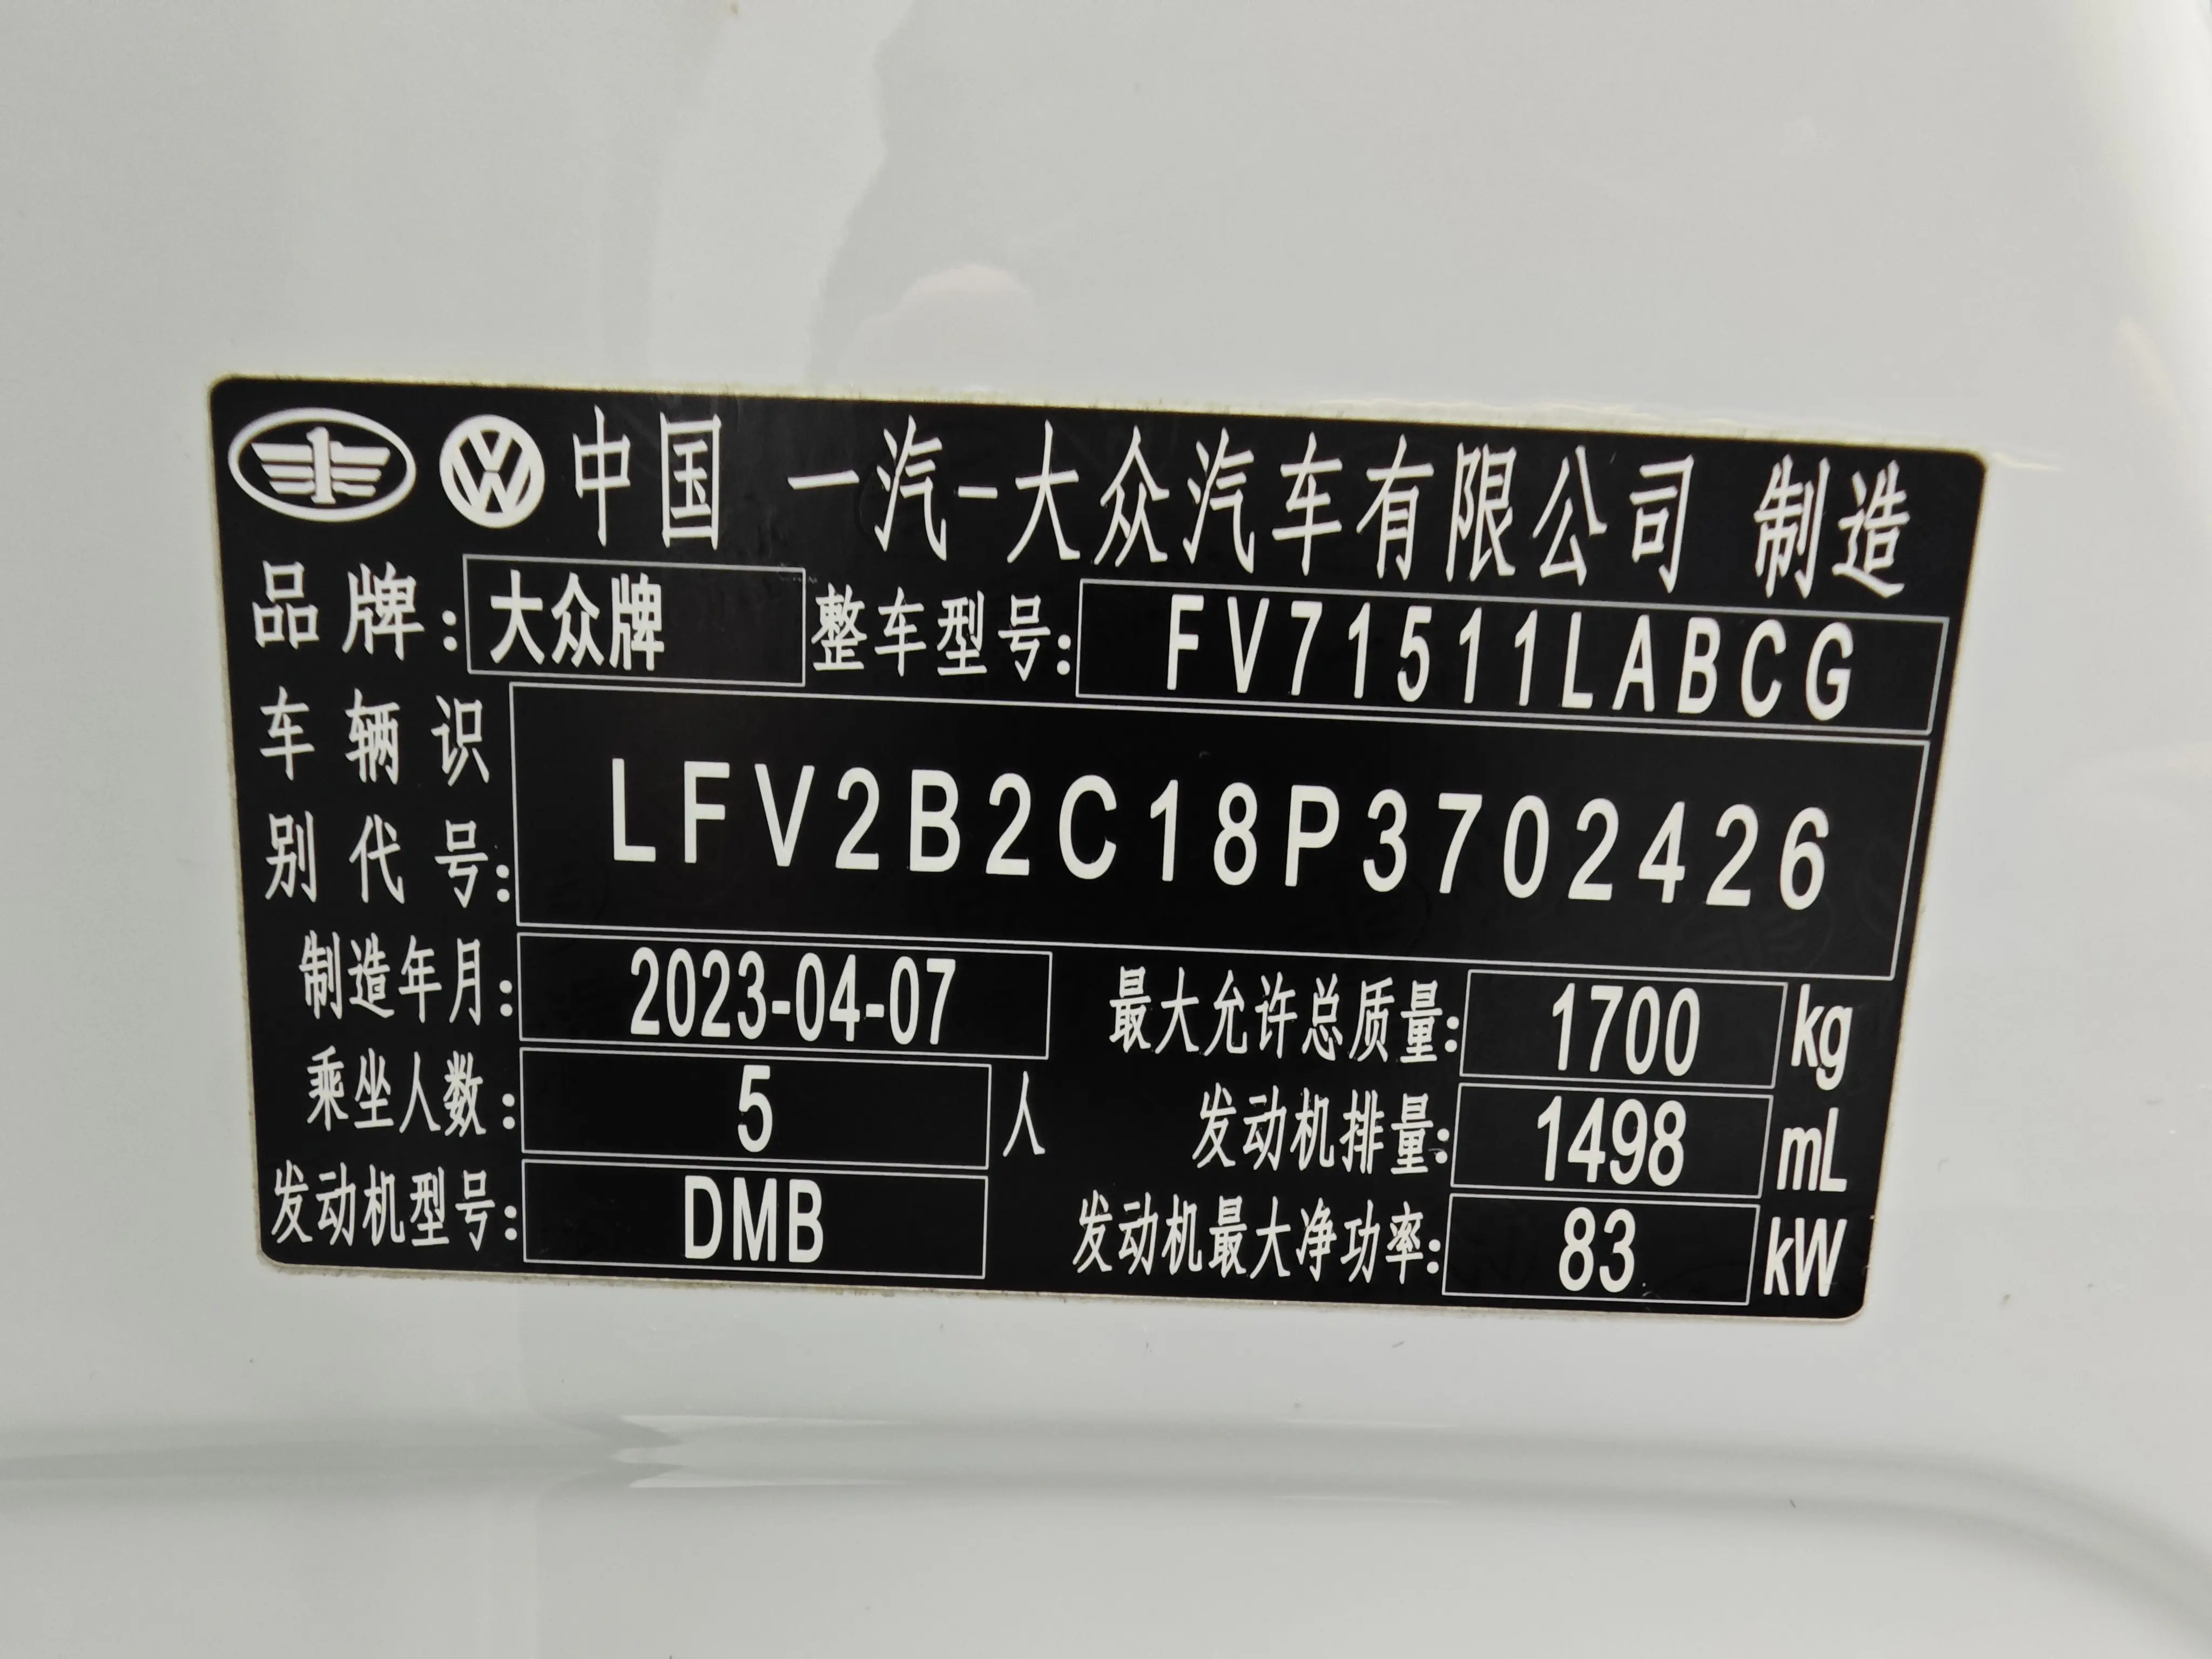 中国 一汽-大众汽车有限公司 制造
品牌: 大众牌 整车型号: FV71511LABCG
车辆识
别代号: LFV2B2C18P3702426
制造年月: 2023-04-07 最大允许总质量: 1700 kg
乘坐人数: 5 人 发动机排量: 1498 mL
发动机型号: DMB 发动机最大净功率: 83 kW